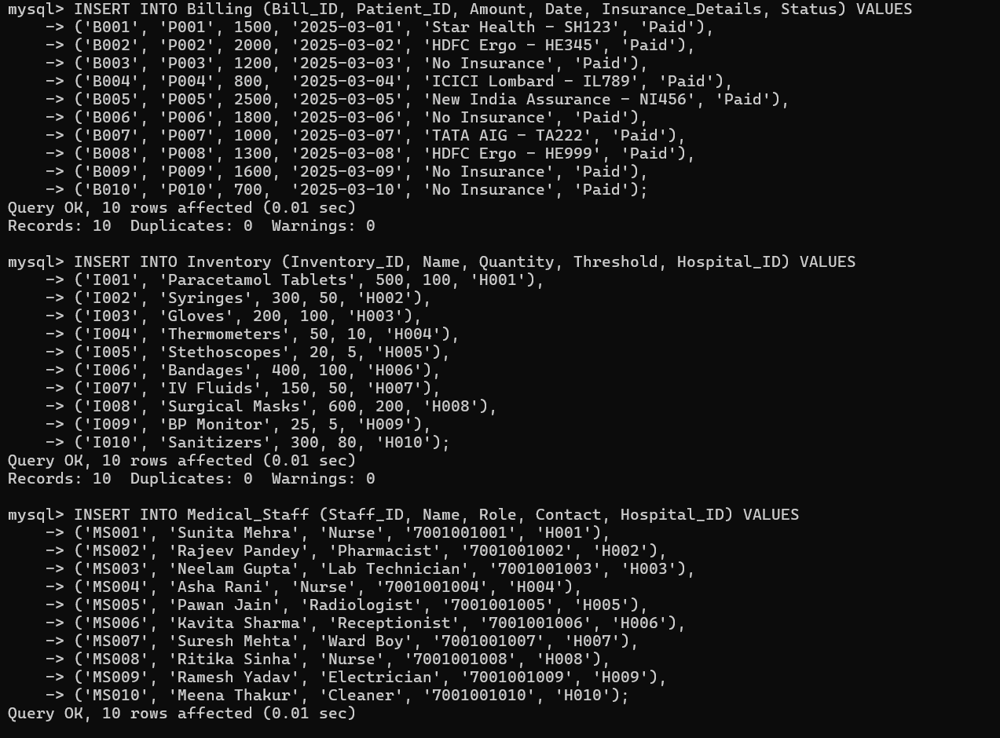 mysql> INSERT INTO Billing (Bill_ID, Patient_ID, Amount, Date, Insurance_Details, Status) VALUES
    -> ('B001', 'P001', 1500, '2025-03-01', 'Star Health - SH123', 'Paid'),
    -> ('B002', 'P002', 2000, '2025-03-02', 'HDFC Ergo - HE345', 'Paid'),
    -> ('B003', 'P003', 1200, '2025-03-03', 'No Insurance', 'Paid'),
    -> ('B004', 'P004', 800,  '2025-03-04', 'ICICI Lombard - IL789', 'Paid'),
    -> ('B005', 'P005', 2500, '2025-03-05', 'New India Assurance - NI456', 'Paid'),
    -> ('B006', 'P006', 1800, '2025-03-06', 'No Insurance', 'Paid'),
    -> ('B007', 'P007', 1000, '2025-03-07', 'TATA AIG - TA222', 'Paid'),
    -> ('B008', 'P008', 1300, '2025-03-08', 'HDFC Ergo - HE999', 'Paid'),
    -> ('B009', 'P009', 1600, '2025-03-09', 'No Insurance', 'Paid'),
    -> ('B010', 'P010', 700,  '2025-03-10', 'No Insurance', 'Paid');
Query OK, 10 rows affected (0.01 sec)
Records: 10  Duplicates: 0  Warnings: 0

mysql> INSERT INTO Inventory (Inventory_ID, Name, Quantity, Threshold, Hospital_ID) VALUES
    -> ('I001', 'Paracetamol Tablets', 500, 100, 'H001'),
    -> ('I002', 'Syringes', 300, 50, 'H002'),
    -> ('I003', 'Gloves', 200, 100, 'H003'),
    -> ('I004', 'Thermometers', 50, 10, 'H004'),
    -> ('I005', 'Stethoscopes', 20, 5, 'H005'),
    -> ('I006', 'Bandages', 400, 100, 'H006'),
    -> ('I007', 'IV Fluids', 150, 50, 'H007'),
    -> ('I008', 'Surgical Masks', 600, 200, 'H008'),
    -> ('I009', 'BP Monitor', 25, 5, 'H009'),
    -> ('I010', 'Sanitizers', 300, 80, 'H010');
Query OK, 10 rows affected (0.01 sec)
Records: 10  Duplicates: 0  Warnings: 0

mysql> INSERT INTO Medical_Staff (Staff_ID, Name, Role, Contact, Hospital_ID) VALUES
    -> ('MS001', 'Sunita Mehra', 'Nurse', '7001001001', 'H001'),
    -> ('MS002', 'Rajeev Pandey', 'Pharmacist', '7001001002', 'H002'),
    -> ('MS003', 'Neelam Gupta', 'Lab Technician', '7001001003', 'H003'),
    -> ('MS004', 'Asha Rani', 'Nurse', '7001001004', 'H004'),
    -> ('MS005', 'Pawan Jain', 'Radiologist', '7001001005', 'H005'),
    -> ('MS006', 'Kavita Sharma', 'Receptionist', '7001001006', 'H006'),
    -> ('MS007', 'Suresh Mehta', 'Ward Boy', '7001001007', 'H007'),
    -> ('MS008', 'Ritika Sinha', 'Nurse', '7001001008', 'H008'),
    -> ('MS009', 'Ramesh Yadav', 'Electrician', '7001001009', 'H009'),
    -> ('MS010', 'Meena Thakur', 'Cleaner', '7001001010', 'H010');
Query OK, 10 rows affected (0.01 sec)